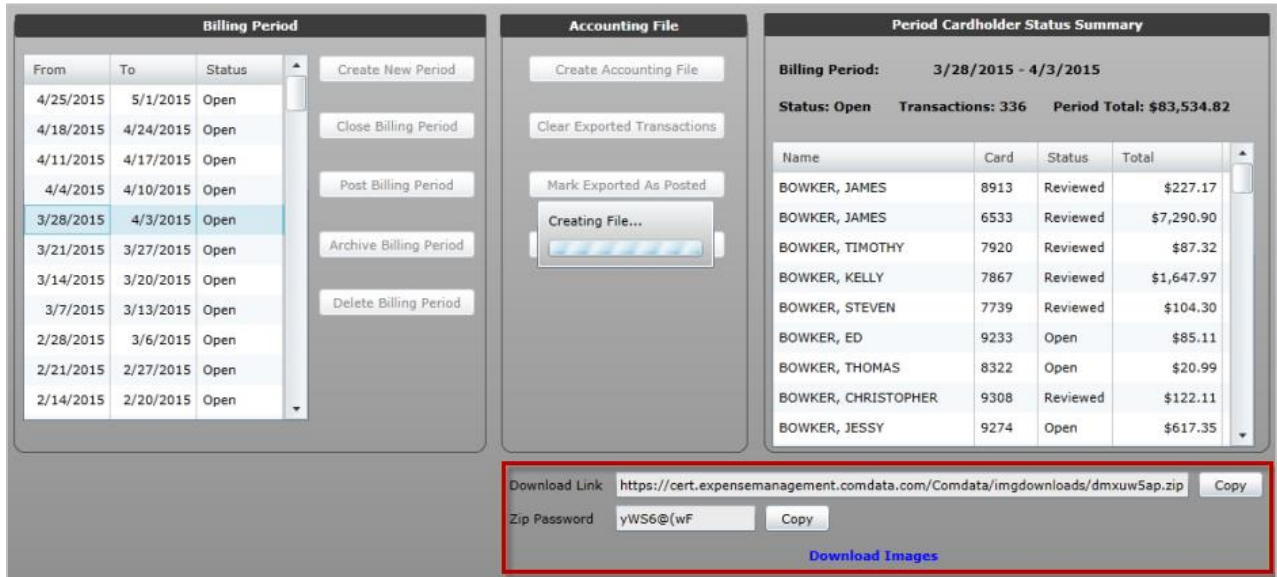 Billing Period
From To Status
4/25/2015 5/1/2015 Open
4/18/2015 4/24/2015 Open
4/11/2015 4/17/2015 Open
4/4/2015 4/10/2015 Open
3/28/2015 4/3/2015 Open
3/21/2015 3/27/2015 Open
3/14/2015 3/20/2015 Open
3/7/2015 3/13/2015 Open
2/28/2015 3/6/2015 Open
2/21/2015 2/27/2015 Open
2/14/2015 2/20/2015 Open
Create New Period
Close Billing Period
Post Billing Period
Archive Billing Period
Delete Billing Period
Accounting File
Create Accounting File
Clear Exported Transactions
Mark Exported As Posted
Creating File...
Period Cardholder Status Summary
Billing Period: 3/28/2015 - 4/3/2015
Status: Open Transactions: 336 Period Total: $83,534.82
Name Card Status Total
BOWKER, JAMES 8913 Reviewed $227.17
BOWKER, JAMES 6533 Reviewed $7,290.90
BOWKER, TIMOTHY 7920 Reviewed $87.32
BOWKER, KELLY 7867 Reviewed $1,647.97
BOWKER, STEVEN 7739 Reviewed $104.30
BOWKER, ED 9233 Open $85.11
BOWKER, THOMAS 8322 Open $20.99
BOWKER, CHRISTOPHER 9308 Reviewed $122.11
BOWKER, JESSY 9274 Open $617.35
Download Link https://cert.expensemanagement.comdata.com/Comdata/imgdownloads/dmxuw5ap.zip Copy
Zip Password yWS6@(wF Copy
Download Images